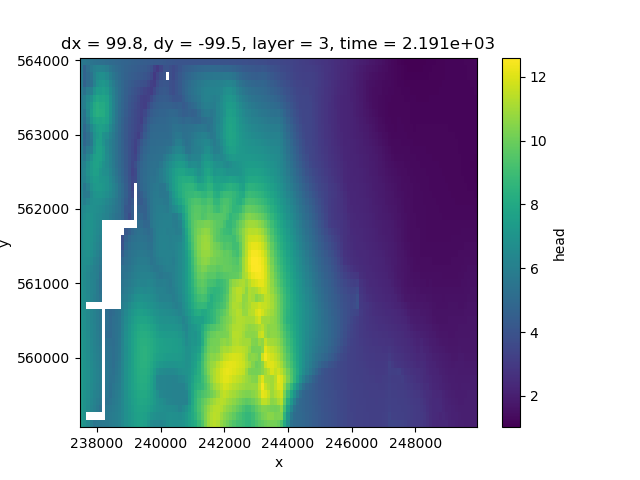 dx = 99.8, dy = -99.5, layer = 3, time = 2.191e+03
564000
563000
562000
561000
560000
y
238000 240000 242000 244000 246000 248000
x
12
10
8
6
4
2
head